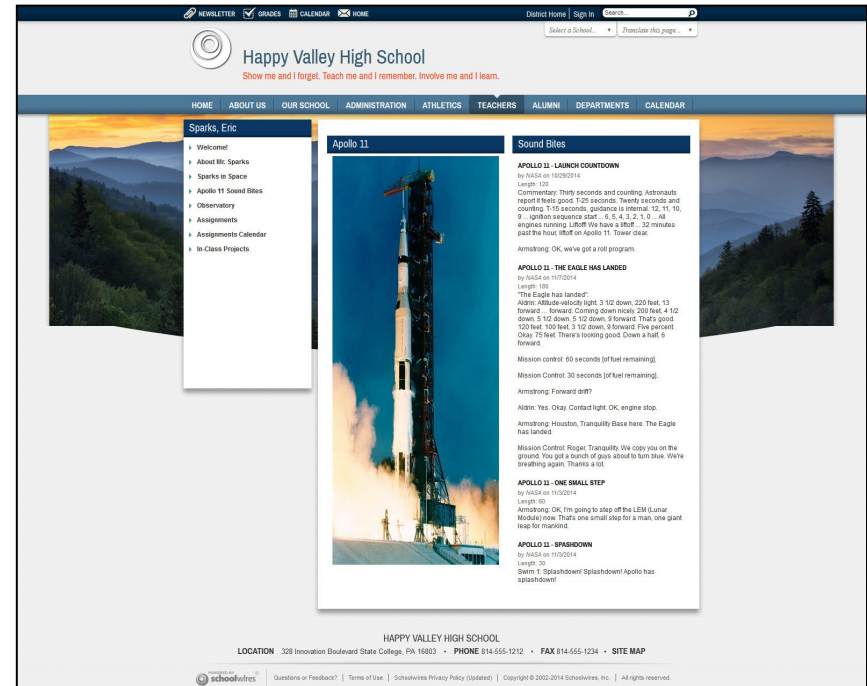 NEWSLETTER GRADES CALENDAR HOME
District Home | Sign In Search...
Select a School... Translate this page...
Happy Valley High School
Show me and I forget. Teach me and I remember. Involve me and I learn.
HOME ABOUT US OUR SCHOOL ADMINISTRATION ATHLETICS TEACHERS ALUMNI DEPARTMENTS CALENDAR
Sparks, Eric
Welcome!
About Mr. Sparks
Sparks in Space
Apollo 11 Sound Bites
Observatory
Assignments
Assignments Calendar
In-Class Projects
Apollo 11
Sound Bites
APOLLO 11 - LAUNCH COUNTDOWN
by NASA on 10/29/2014
Length: 120
Commentary: Thirty seconds and counting. Astronauts
report it feels good. T-25 seconds. Twenty seconds and
counting. T-15 seconds, guidance is internal. 12, 11, 10,
9 ... ignition sequence start ... 6, 5, 4, 3, 2, 1, 0 ... All
engines running. Liftoff! We have a liftoff ... 32 minutes
past the hour, liftoff on Apollo 11. Tower clear.
Armstrong: OK, we've got a roll program.
APOLLO 11 - THE EAGLE HAS LANDED
by NASA on 11/7/2014
Length: 180
"The Eagle has landed":
Aldrin: Altitude-velocity light. 3 1/2 down, 220 feet, 13
forward ... forward. Coming down nicely. 200 feet, 4 1/2
down. 5 1/2 down. 5 1/2 down, 9 forward. That's good.
120 feet. 100 feet, 3 1/2 down, 9 forward. Five percent.
Okay. 75 feet. There's looking good. Down a half, 6
forward.
Mission control: 60 seconds [of fuel remaining].
Mission Control: 30 seconds [of fuel remaining].
Armstrong: Forward drift?
Aldrin: Yes. Okay. Contact light. OK, engine stop.
Armstrong: Houston, Tranquility Base here. The Eagle
has landed.
Mission Control: Roger, Tranquility. We copy you on the
ground. You got a bunch of guys about to turn blue. We're
breathing again. Thanks a lot.
APOLLO 11 - ONE SMALL STEP
by NASA on 11/3/2014
Length: 60
Armstrong: OK, I'm going to step off the LEM (Lunar
Module) now. That's one small step for a man, one giant
leap for mankind.
APOLLO 11 - SPASHDOWN
by NASA on 11/3/2014
Length: 30
Swim 1: Splashdown! Splashdown! Apollo has
splashdown!
HAPPY VALLEY HIGH SCHOOL
LOCATION 328 Innovation Boulevard State College, PA 16803 • PHONE 814-555-1212 • FAX 814-555-1234 • SITE MAP
POWERED BY
schoolwires Questions or Feedback? | Terms of Use | Schoolwires Privacy Policy (Updated) | Copyright © 2002-2014 Schoolwires, Inc. | All rights reserved.